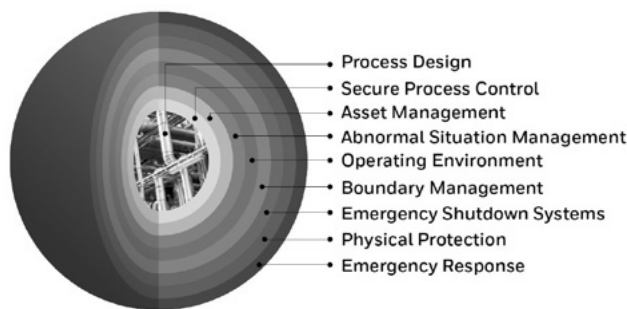 Process Design
Secure Process Control
Asset Management
Abnormal Situation Management
Operating Environment
Boundary Management
Emergency Shutdown Systems
Physical Protection
Emergency Response